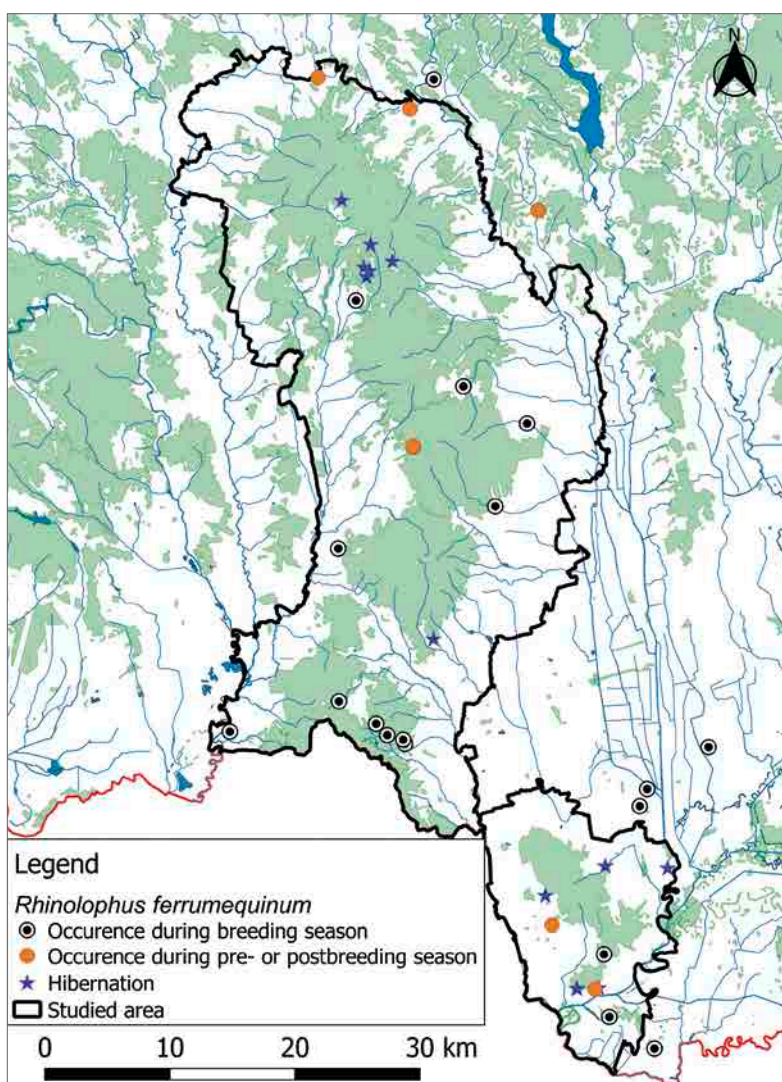 N
Legend
Rhinolophus ferrumequinum
Occurence during breeding season
Occurence during pre- or postbreeding season
Hibernation
Studied area
0 10 20 30 km